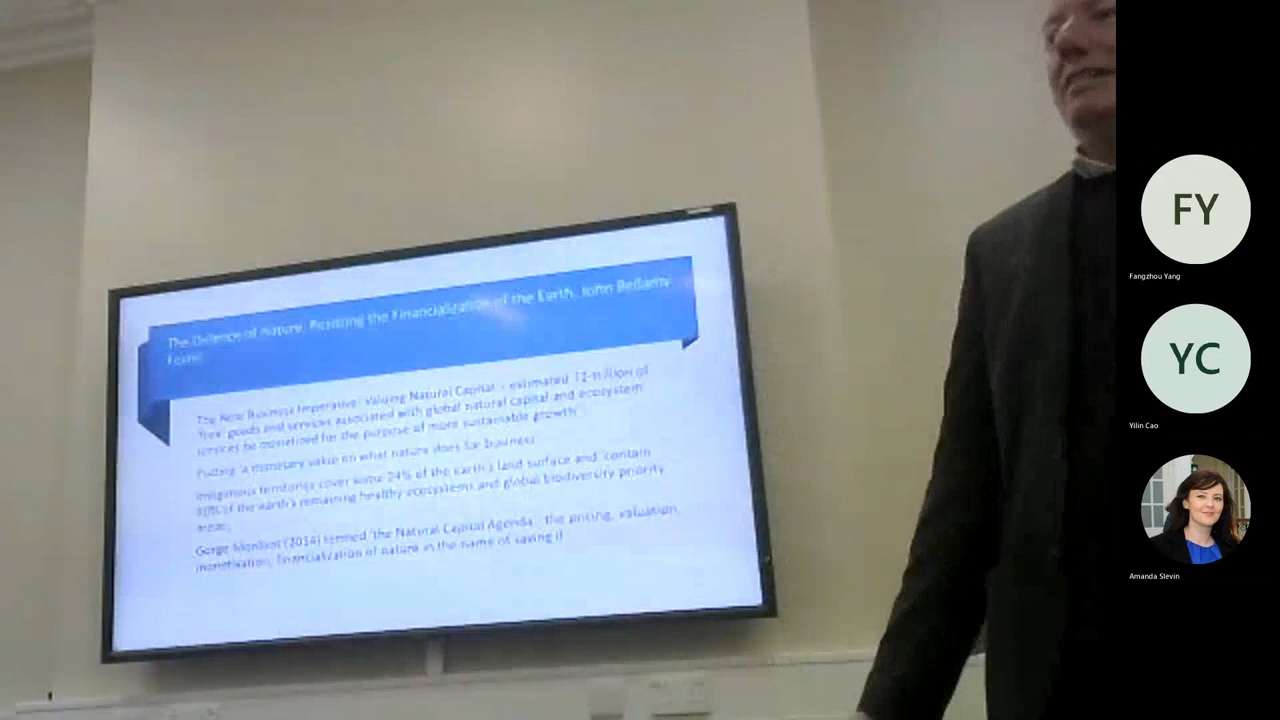 The Defence of Nature: Resisting the Financialization of the Earth, John Bellamy
Foster
The New Business Imperative: Valuing Natural Capital - estimated 72-trillion of
'free' goods and services associated with global natural capital and ecosystem
services be monetised for the purpose of more sustainable growth'
Putting 'a monetary value on what nature does for business'
Indigenous territories cover some 24% of the earth's land surface and 'contain
80% of the earth's remaining healthy ecosystems and global biodiversity priority
areas.
Gorge Monbiot (2014) termed 'the Natural Capital Agenda': the pricing, valuation,
monetisation, financialization of nature in the name of saving it
FY
Fangzhou Yang
YC
Yilin Cao
Amanda Slevin